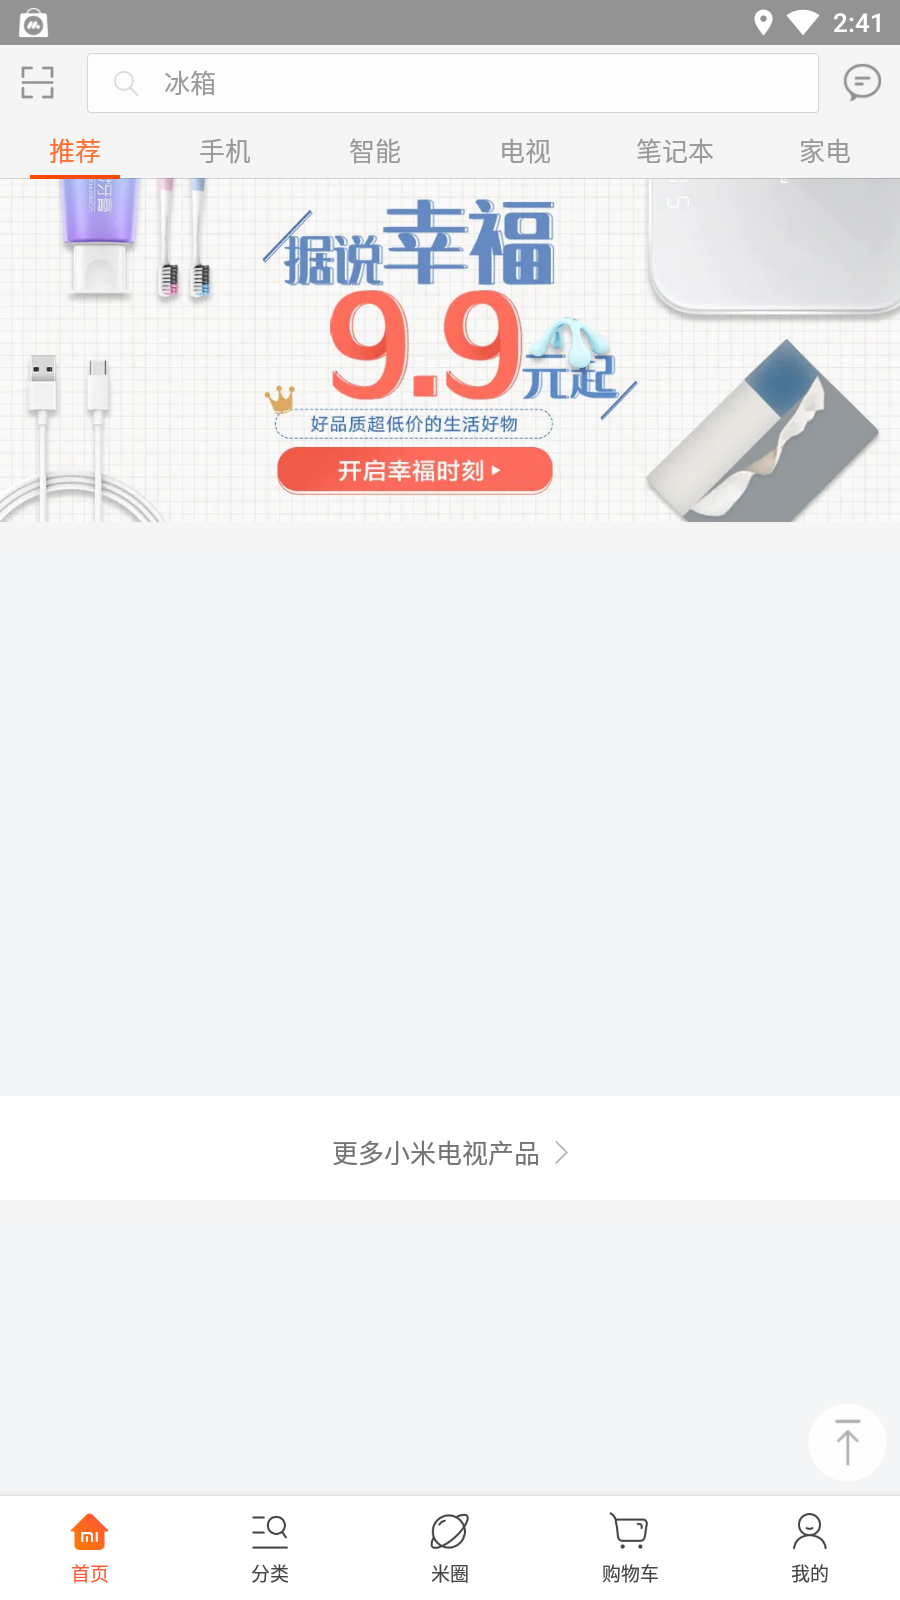 2:41
冰箱
推荐 手机 智能 电视 笔记本 家电
牙膏
据说幸福
9.9元起
好品质超低价的生活好物
开启幸福时刻
更多小米电视产品
首页 分类 米圈 购物车 我的